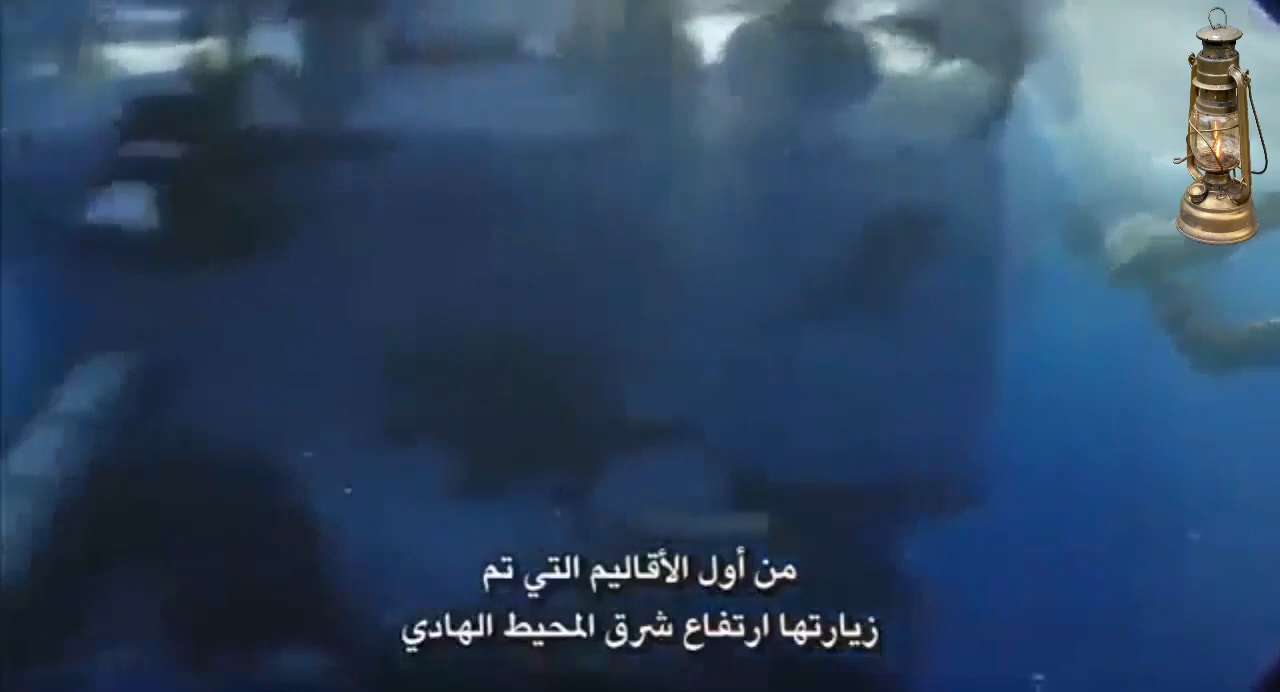 من أول الأقاليم التي تم
زيارتها ارتفاع شرق المحيط الهادي